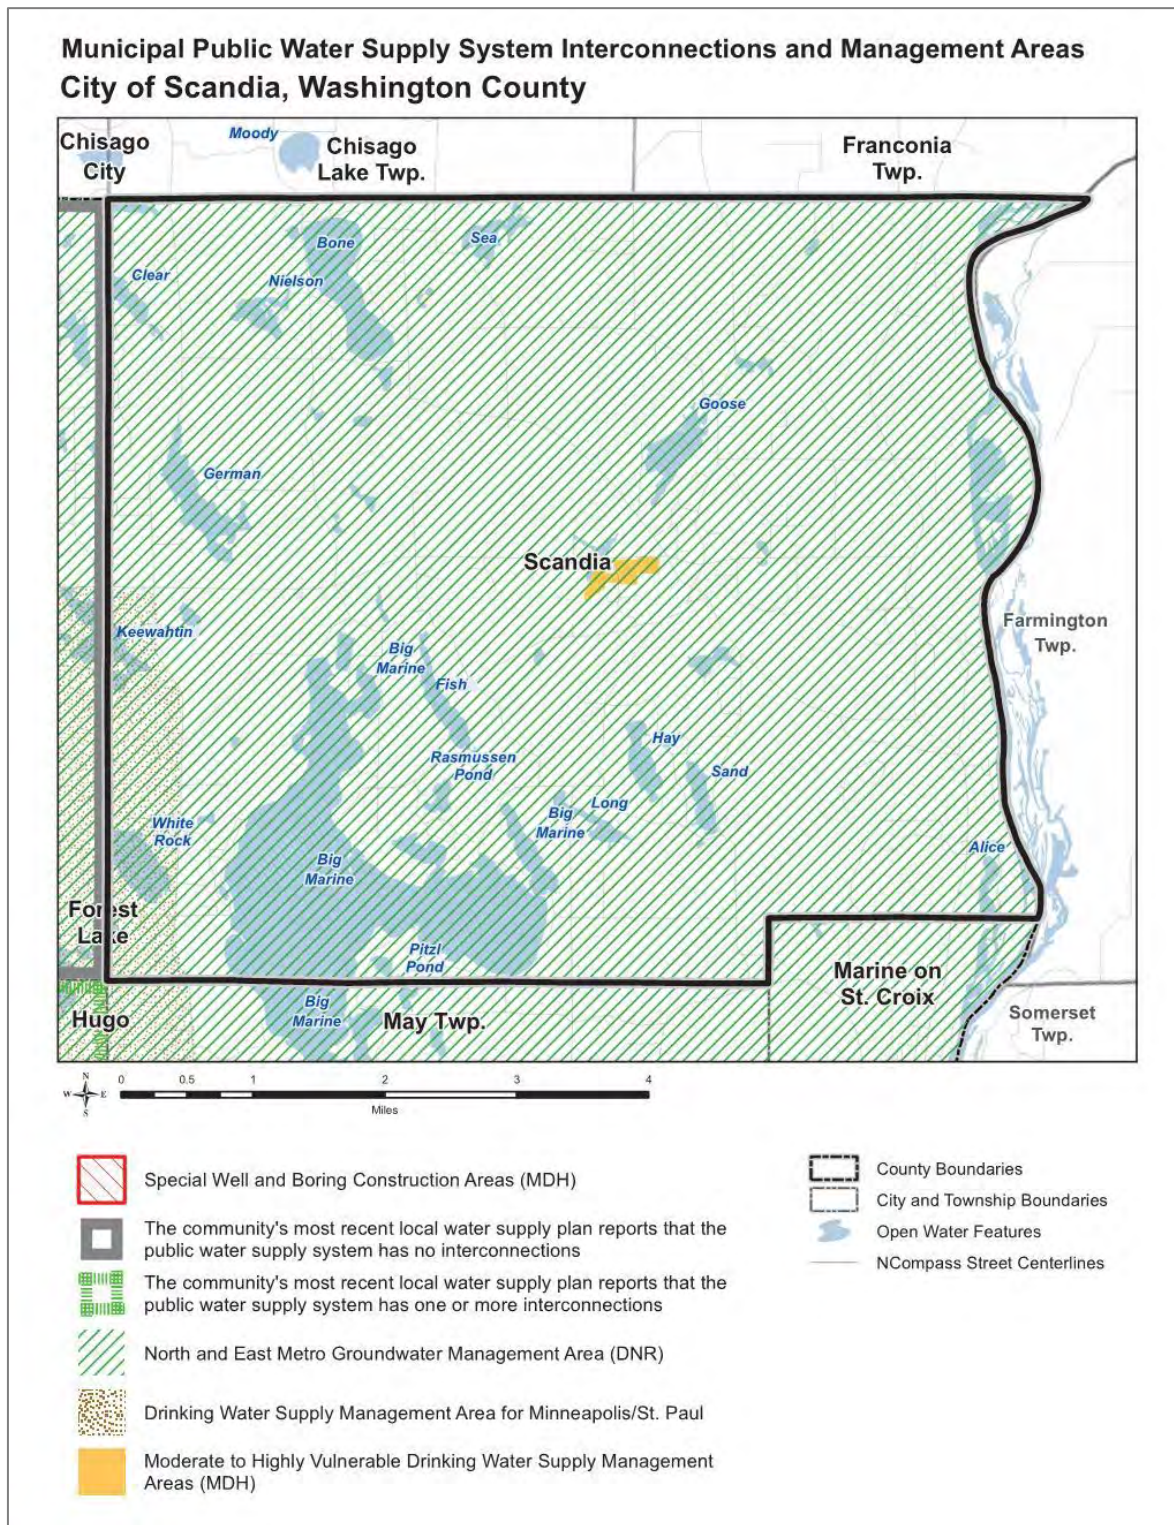 Municipal Public Water Supply System Interconnections and Management Areas
City of Scandia, Washington County
Chisago
City
Moody
Chisago
Lake Twp.
Franconia
Twp.
Bone
Sea
Clear
Nielson
Goose
German
Scandia
Keewahtin
Big
Marine
Fish
Farmington
Twp.
Rasmussen
Pond
Hay
Sand
Long
Big
Marine
White
Rock
Big
Marine
Alice
Forest
Lake
Pitzl
Pond
Marine on
St. Croix
Hugo
Big
Marine
May Twp.
Somerset
Twp.
N
W E
S
0 0.5 1 2 3 4
Miles
Special Well and Boring Construction Areas (MDH)
The community's most recent local water supply plan reports that the
public water supply system has no interconnections
The community's most recent local water supply plan reports that the
public water supply system has one or more interconnections
North and East Metro Groundwater Management Area (DNR)
Drinking Water Supply Management Area for Minneapolis/St. Paul
Moderate to Highly Vulnerable Drinking Water Supply Management
Areas (MDH)
County Boundaries
City and Township Boundaries
Open Water Features
NCompass Street Centerlines